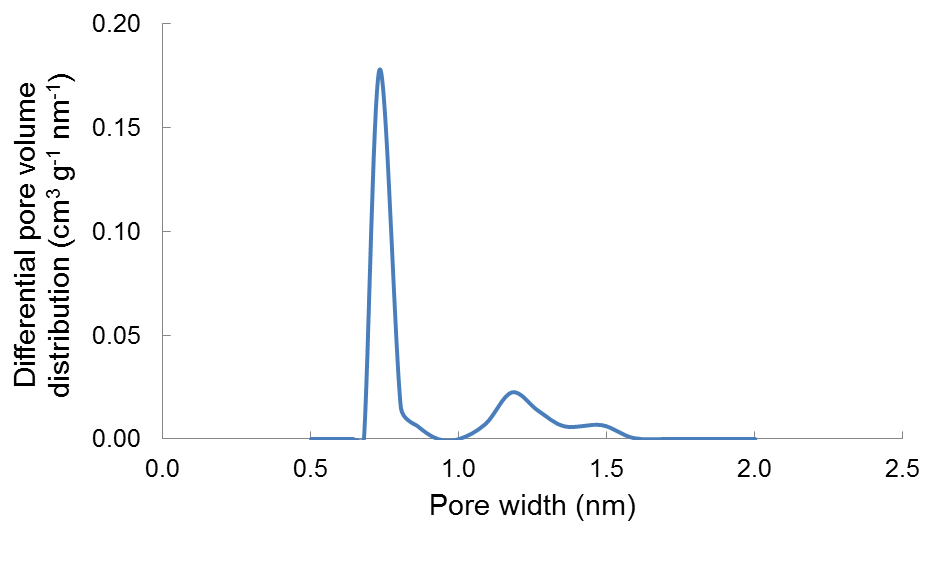 Differential pore volume
distribution (cm³ g⁻¹ nm⁻¹)
0.20
0.15
0.10
0.05
0.00
0.0 0.5 1.0 1.5 2.0 2.5
Pore width (nm)